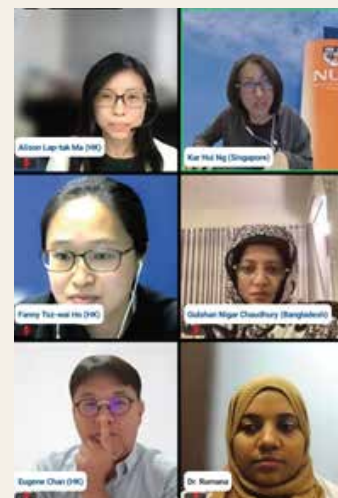 Alison Lap-tak Ma (HK)
Kar Hui Ng (Singapore)
Fanny Tsz-wai Ho (HK)
Gulshan Nigar Chaudhury (Bangladesh)
Eugene Chan (HK)
Dr. Rumana